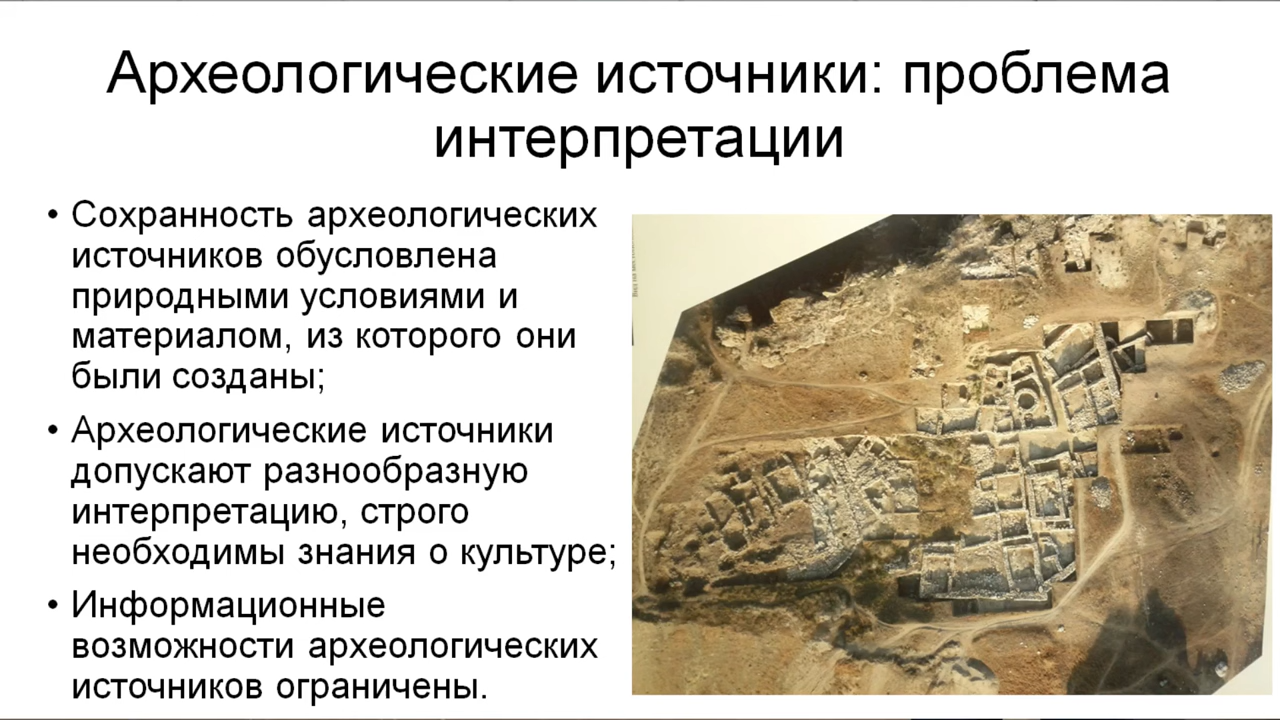 Археологические источники: проблема
интерпретации
• Сохранность археологических
источников обусловлена
природными условиями и
материалом, из которого они
были созданы;
• Археологические источники
допускают разнообразную
интерпретацию, строго
необходимы знания о культуре;
• Информационные
возможности археологических
источников ограничены.